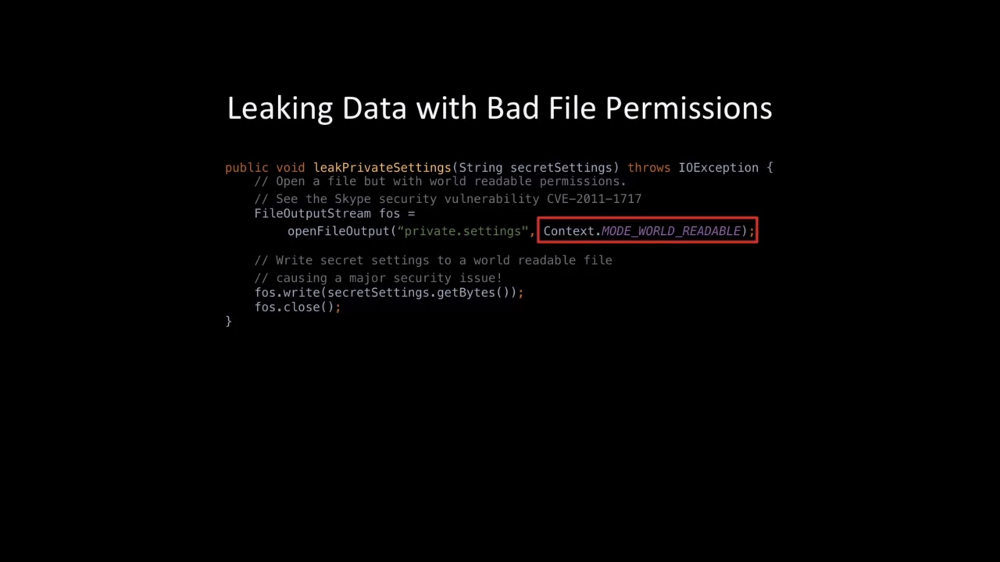 Leaking Data with Bad File Permissions
public void leakPrivateSettings(String secretSettings) throws IOException {
// Open a file but with world readable permissions.
// See the Skype security vulnerability CVE–2011–1717
FileOutputStream fos =
openFileOutput(“private.settings", Context.MODE_WORLD_READABLE);
// Write secret settings to a world readable file
// causing a major security issue!
fos.write(secretSettings.getBytes());
fos.close();
}